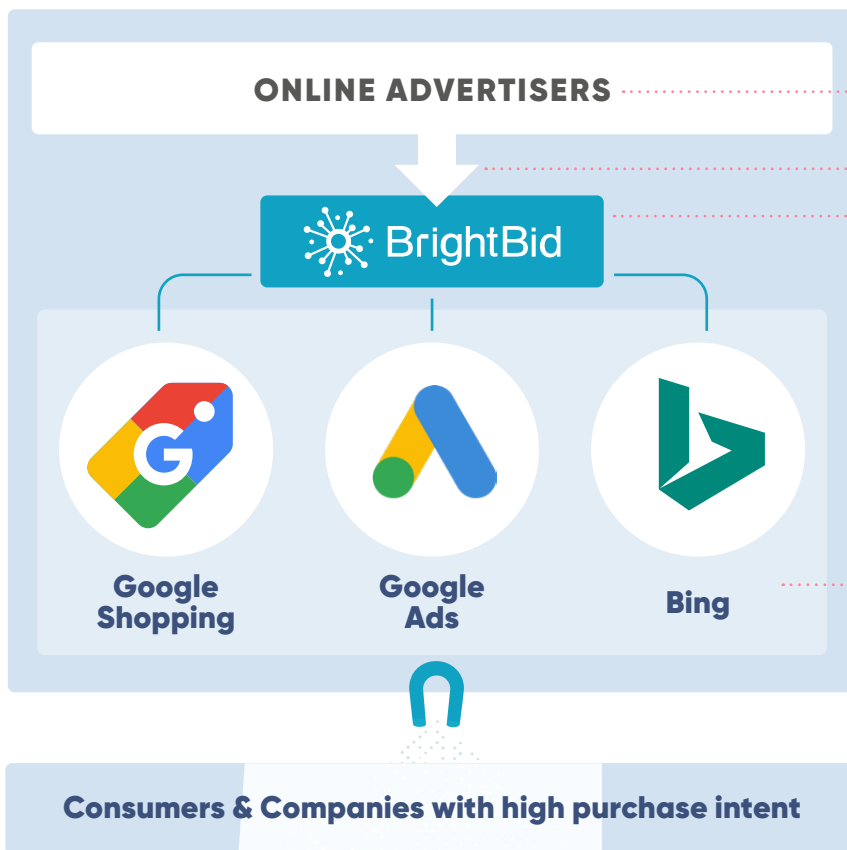 ONLINE ADVERTISERS
BrightBid
G
Google
Shopping
Google
Ads
Bing
Consumers & Companies with high purchase intent